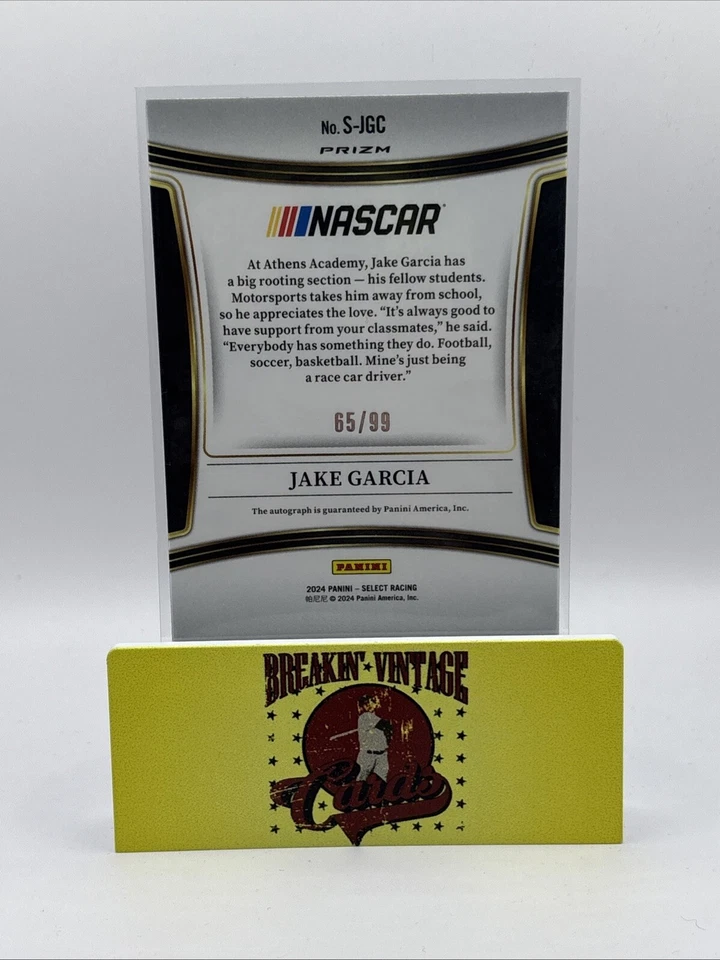 No. S-JGC
PRIZM
NASCAR
At Athens Academy, Jake Garcia has
a big rooting section — his fellow students.
Motorsports takes him away from school,
so he appreciates the love. “It’s always good to
have support from your classmates,” he said.
“Everybody has something they do. Football,
soccer, basketball. Mine’s just being
a race car driver.”
65/99
JAKE GARCIA
The autograph is guaranteed by Panini America, Inc.
PANINI
2024 PANINI – SELECT RACING
帕尼尼 © 2024 Panini America, Inc.
BREAKIN' ★ VINTAGE
Cards